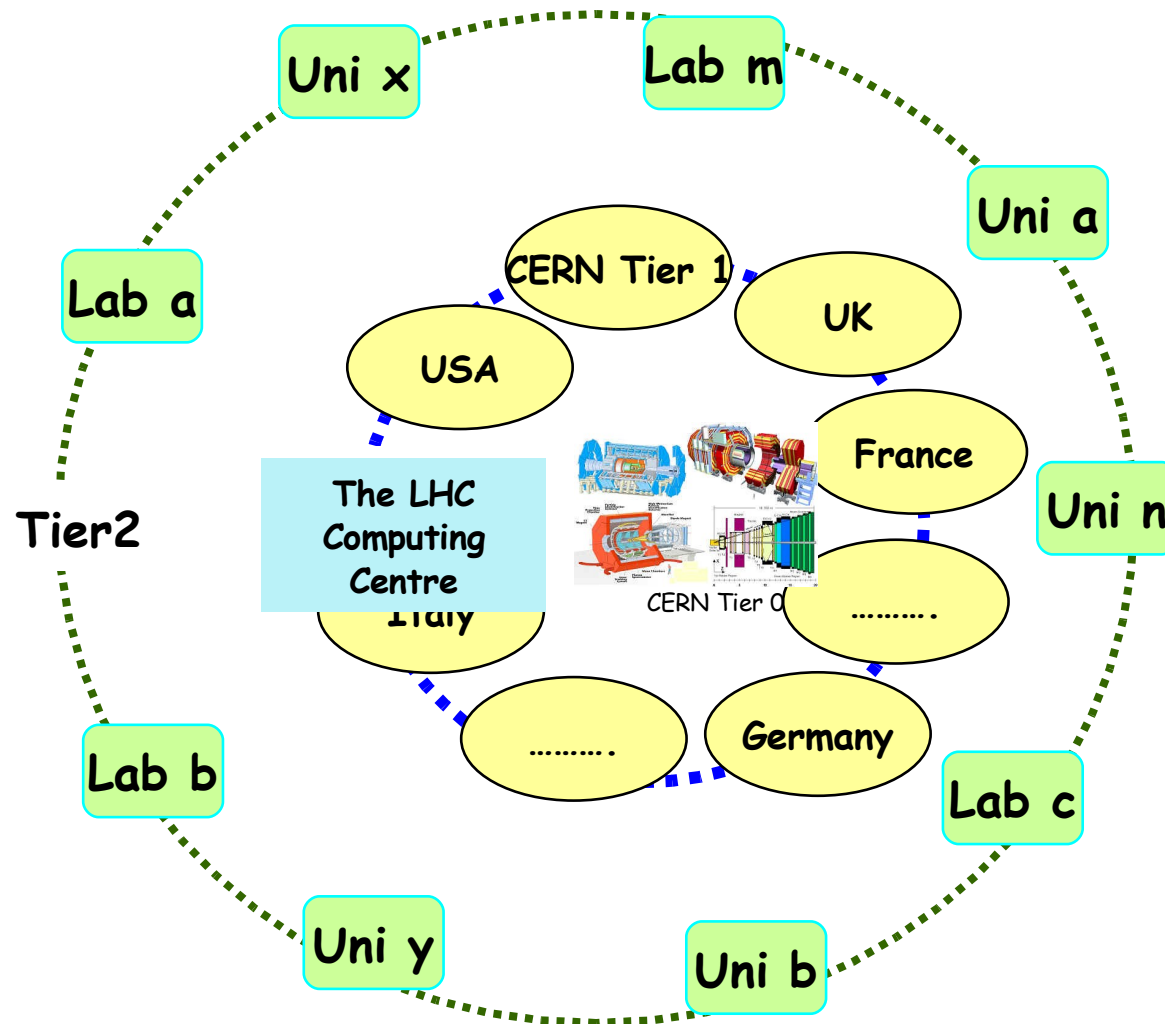 Uni x
Lab m
Uni a
Lab a
CERN Tier 1
UK
USA
France
The LHC
Computing
Centre
Uni n
Tier2
CERN Tier 0
Italy
……….
……….
Germany
Lab b
Lab c
Uni y
Uni b